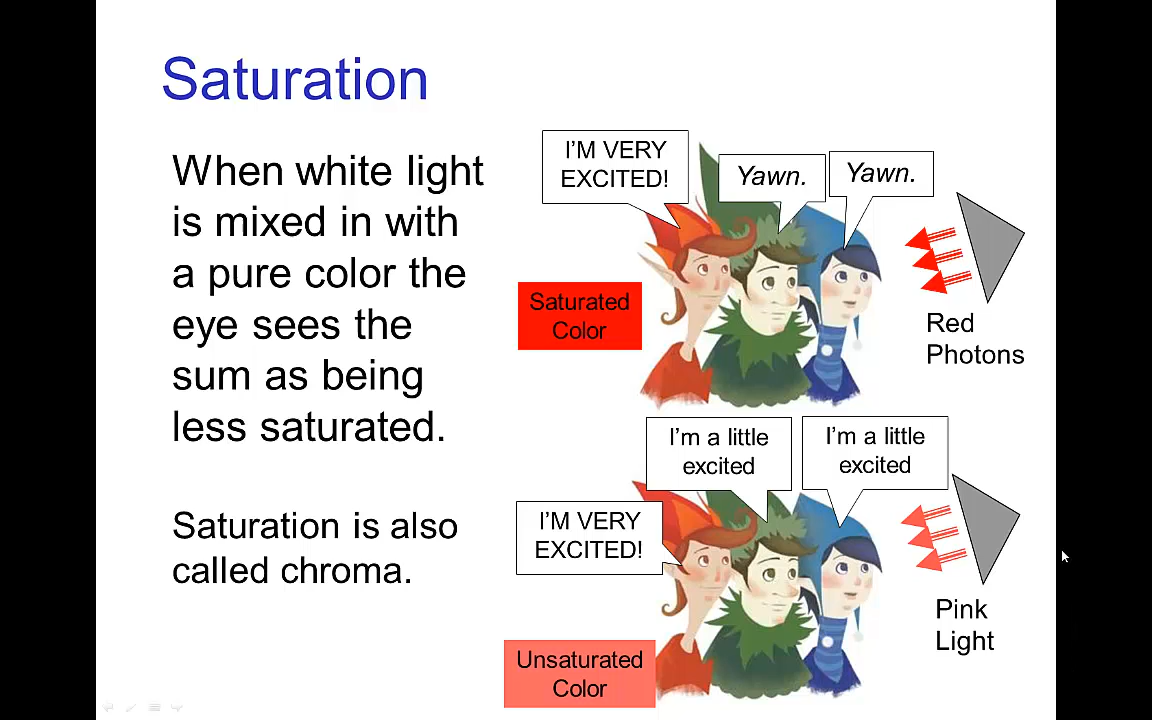 Saturation
When white light
is mixed in with
a pure color the
eye sees the
sum as being
less saturated.
Saturation is also
called chroma.
I'M VERY
EXCITED!
Yawn.
Yawn.
Saturated
Color
Red
Photons
I'm a little
excited
I'm a little
excited
I'M VERY
EXCITED!
Pink
Light
Unsaturated
Color